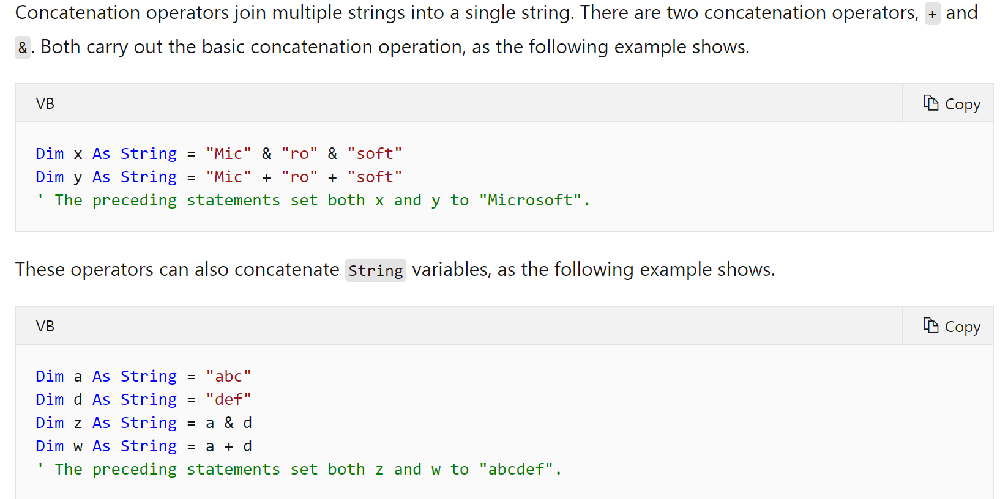 Concatenation operators join multiple strings into a single string. There are two concatenation operators, + and
&. Both carry out the basic concatenation operation, as the following example shows.
VB
Copy
Dim x As String = "Mic" & "ro" & "soft"
Dim y As String = "Mic" + "ro" + "soft"
' The preceding statements set both x and y to "Microsoft".
These operators can also concatenate String variables, as the following example shows.
VB
Copy
Dim a As String = "abc"
Dim d As String = "def"
Dim z As String = a & d
Dim w As String = a + d
' The preceding statements set both z and w to "abcdef".